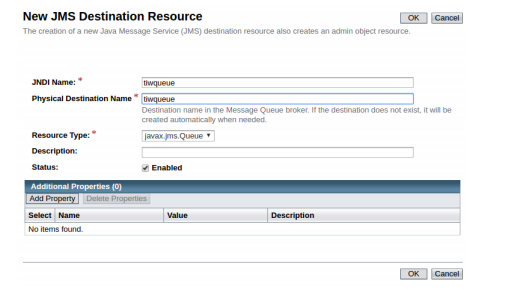 New JMS Destination Resource
OK Cancel
The creation of a new Java Message Service (JMS) destination resource also creates an admin object resource.
JNDI Name: * tiwqueue
Physical Destination Name * tiwqueue
Destination name in the Message Queue broker. If the destination does not exist, it will be
created automatically when needed.
Resource Type: * javax.jms.Queue
Description:
Status: Enabled
Additional Properties (0)
Add Property Delete Properties
Select Name Value Description
No items found.
OK Cancel